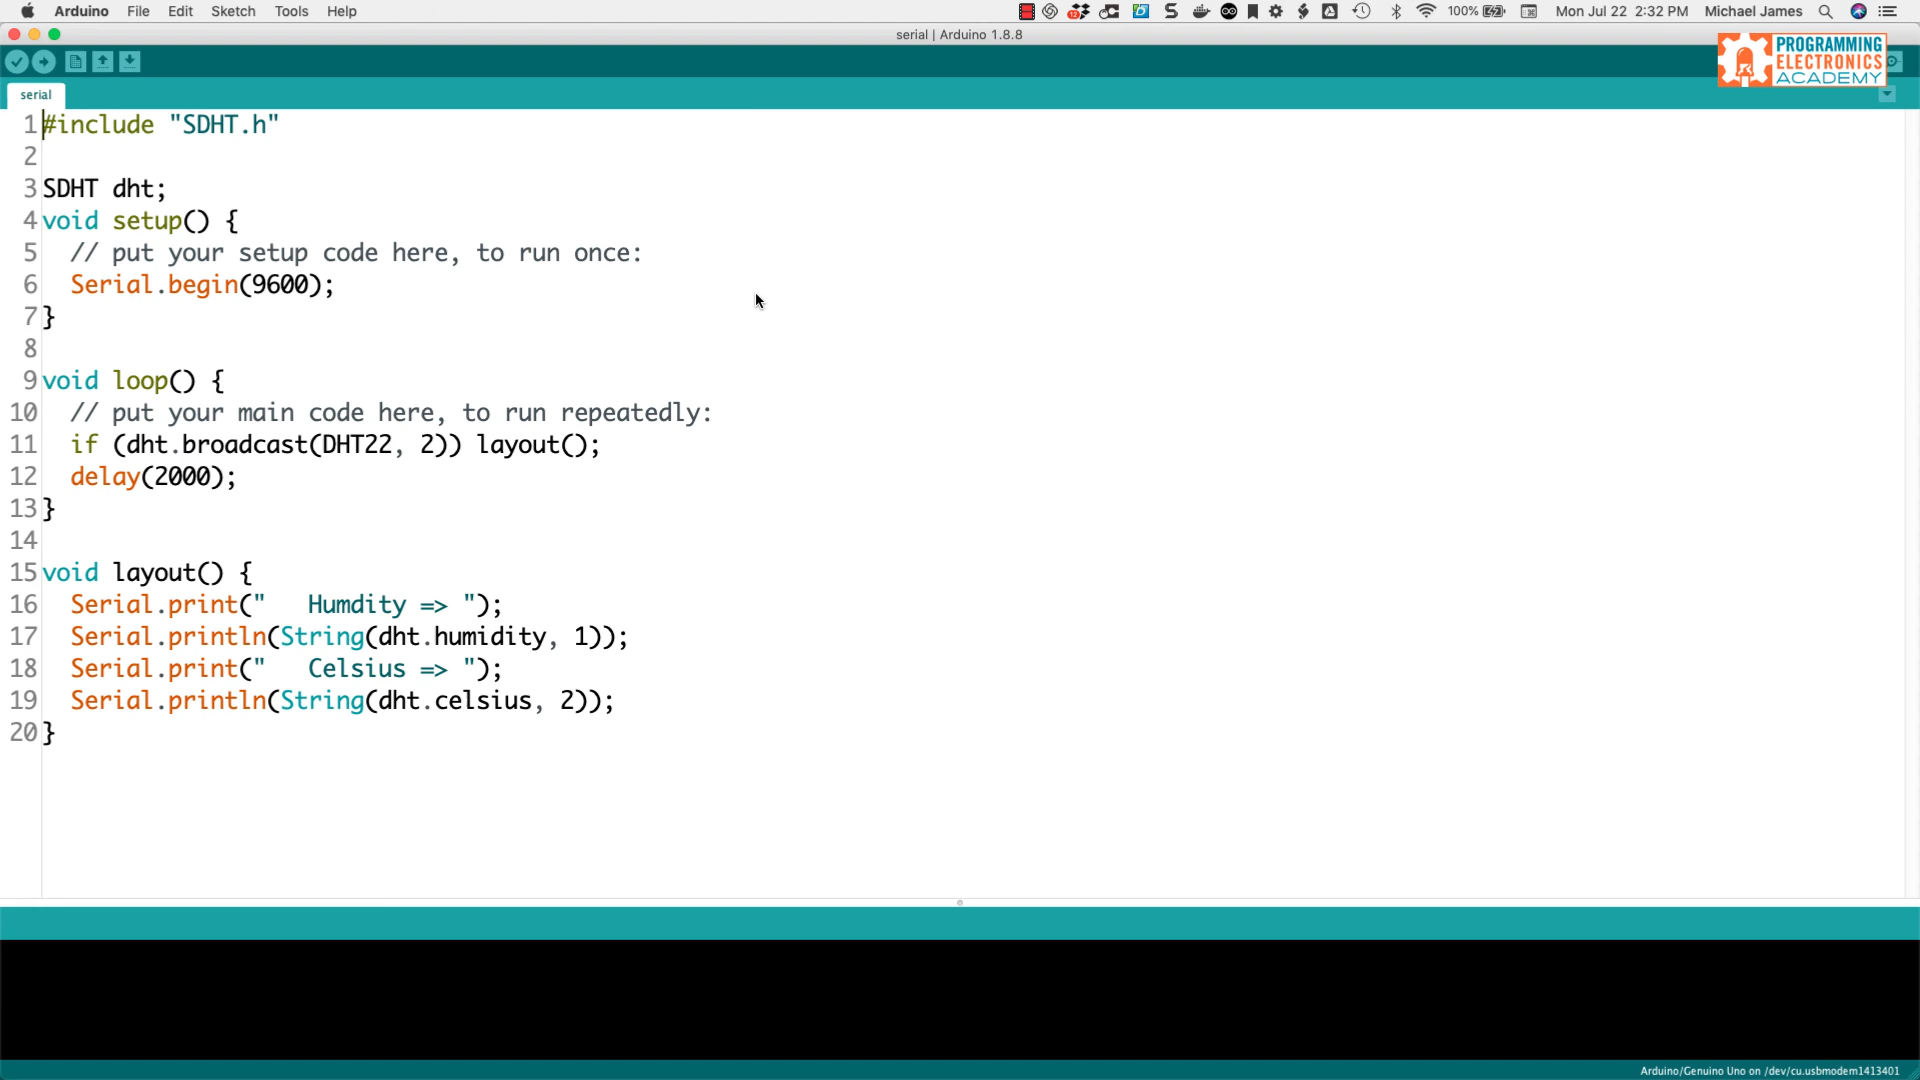 Arduino File Edit Sketch Tools Help 12 100% Mon Jul 22 2:32 PM Michael James
serial | Arduino 1.8.8
PROGRAMMING
ELECTRONICS
ACADEMY
serial
1 #include "SDHT.h"
2
3 SDHT dht;
4 void setup() {
5   // put your setup code here, to run once:
6   Serial.begin(9600);
7 }
8
9 void loop() {
10   // put your main code here, to run repeatedly:
11   if (dht.broadcast(DHT22, 2)) layout();
12   delay(2000);
13 }
14
15 void layout() {
16   Serial.print("   Humdity => ");
17   Serial.println(String(dht.humidity, 1));
18   Serial.print("   Celsius => ");
19   Serial.println(String(dht.celsius, 2));
20 }
Arduino/Genuino Uno on /dev/cu.usbmodem1413401